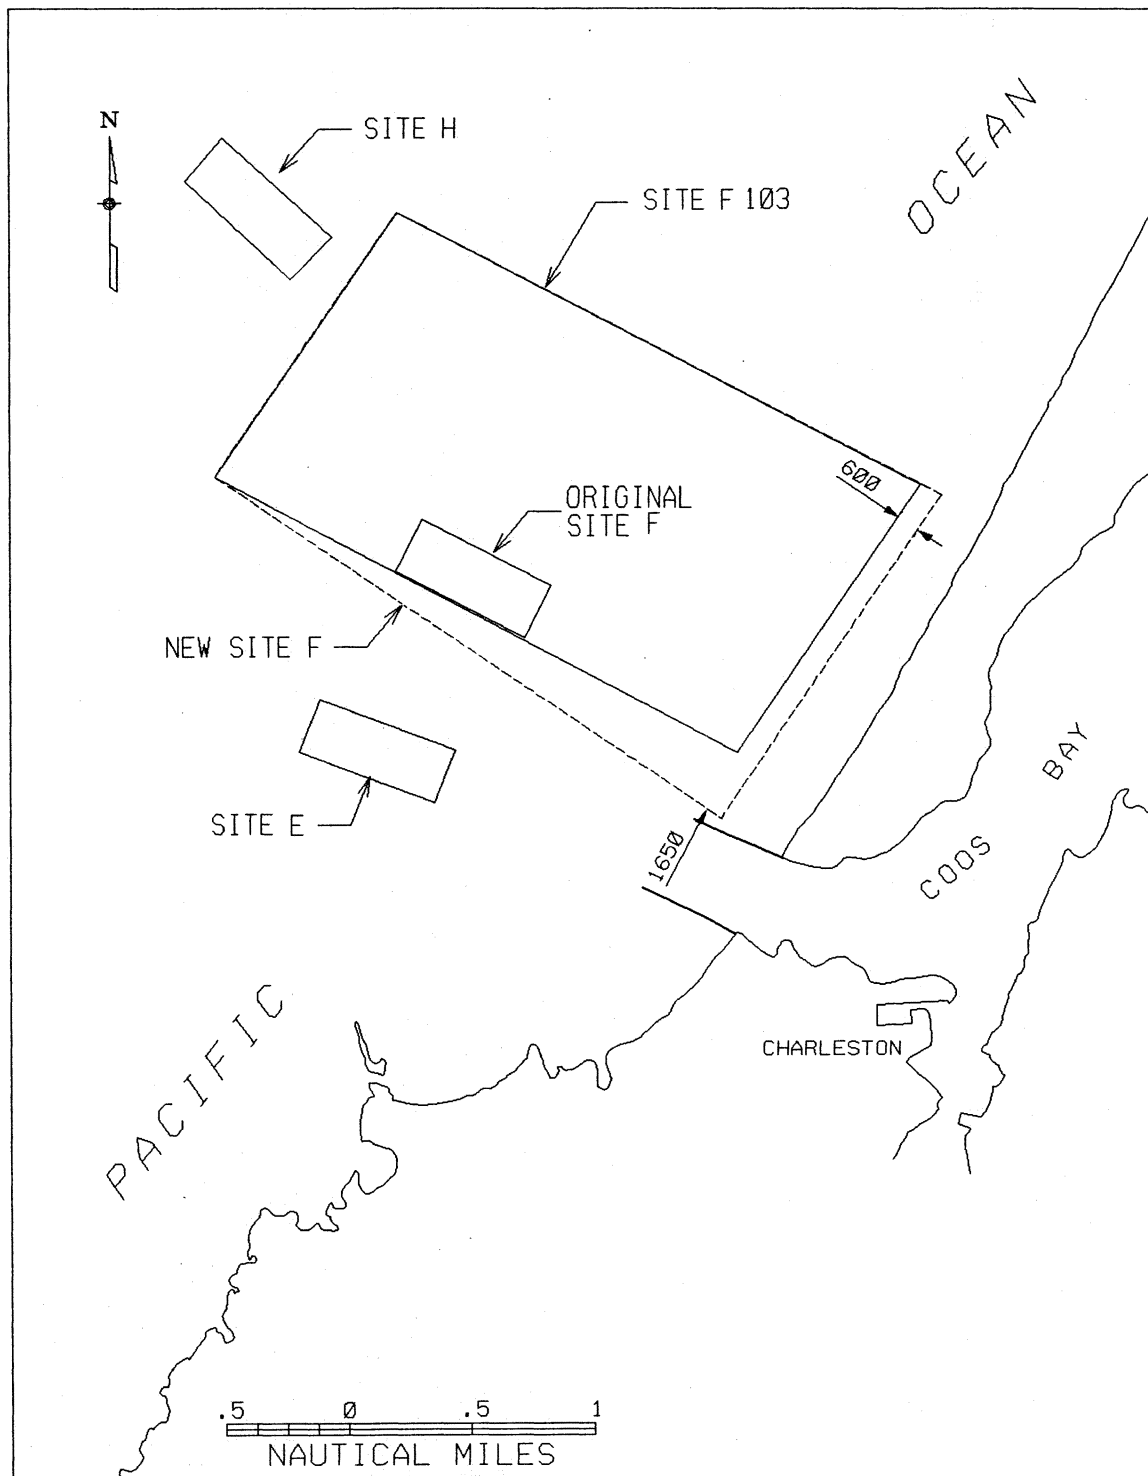 N
SITE H
OCEAN
SITE F 103
600
ORIGINAL
SITE F
NEW SITE F
BAY
SITE E
1650
COOS
PACIFIC
CHARLESTON
.5 0 .5 1
NAUTICAL MILES